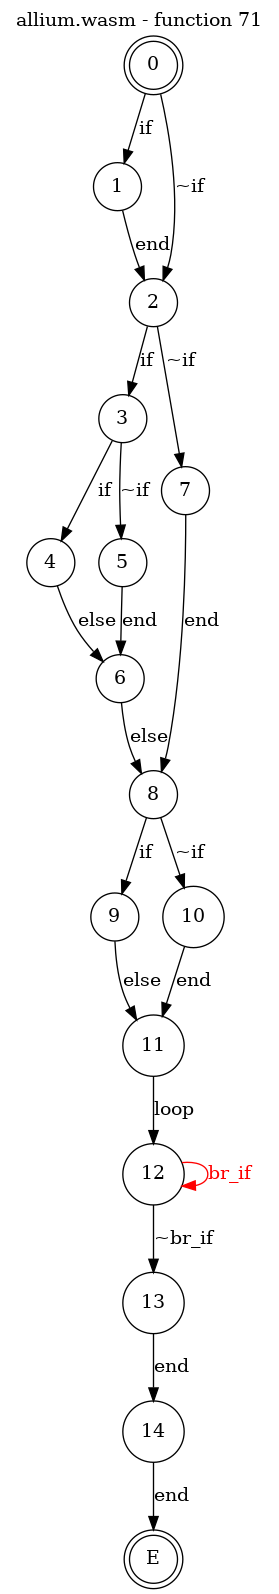 allium.wasm - function 71
0
if
1
~if
end
2
if
~if
3
7
if
~if
4
5
else
end
end
6
else
8
if
~if
9
10
else
end
11
loop
12
br_if
~br_if
13
end
14
end
E